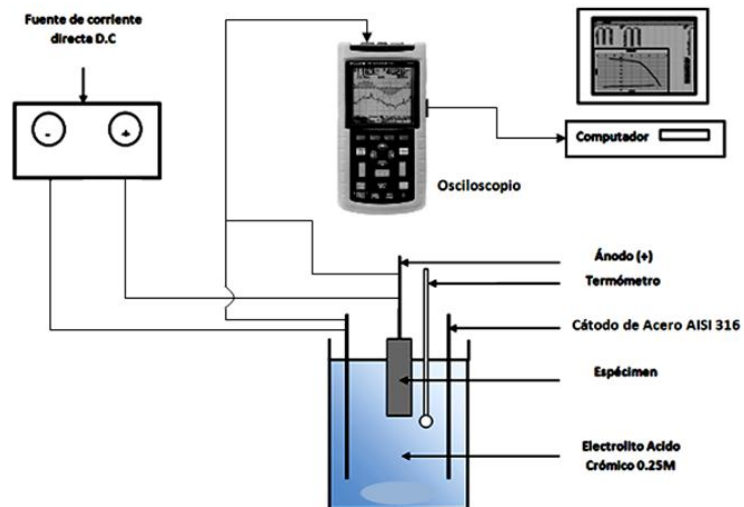 Fuente de corriente
directa D.C
-
+
Osciloscopio
Computador
Ánodo (+)
Termómetro
Cátodo de Acero AISI 316
Espécimen
Electrolito Acido
Crómico 0.25M